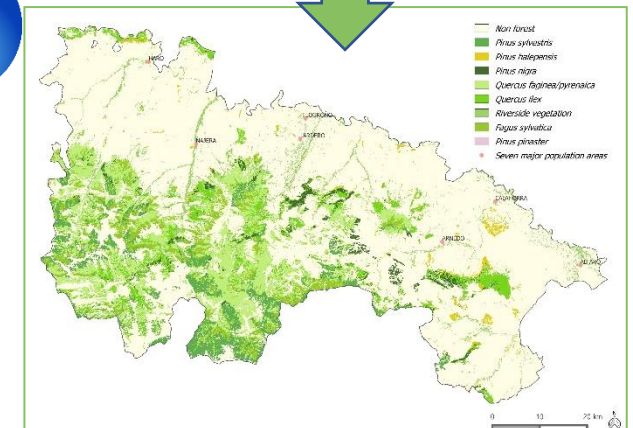 Non forest
Pinus sylvestris
Pinus halepensis
Pinus nigra
Quercus faginea/pyrenaica
Quercus ilex
Riverside vegetation
Fagus sylvatica
Pinus pinaster
Seven major population areas
HARO
NAJERA
CALAHORRA
ARNEDO
ALFARO
0 10 20 km